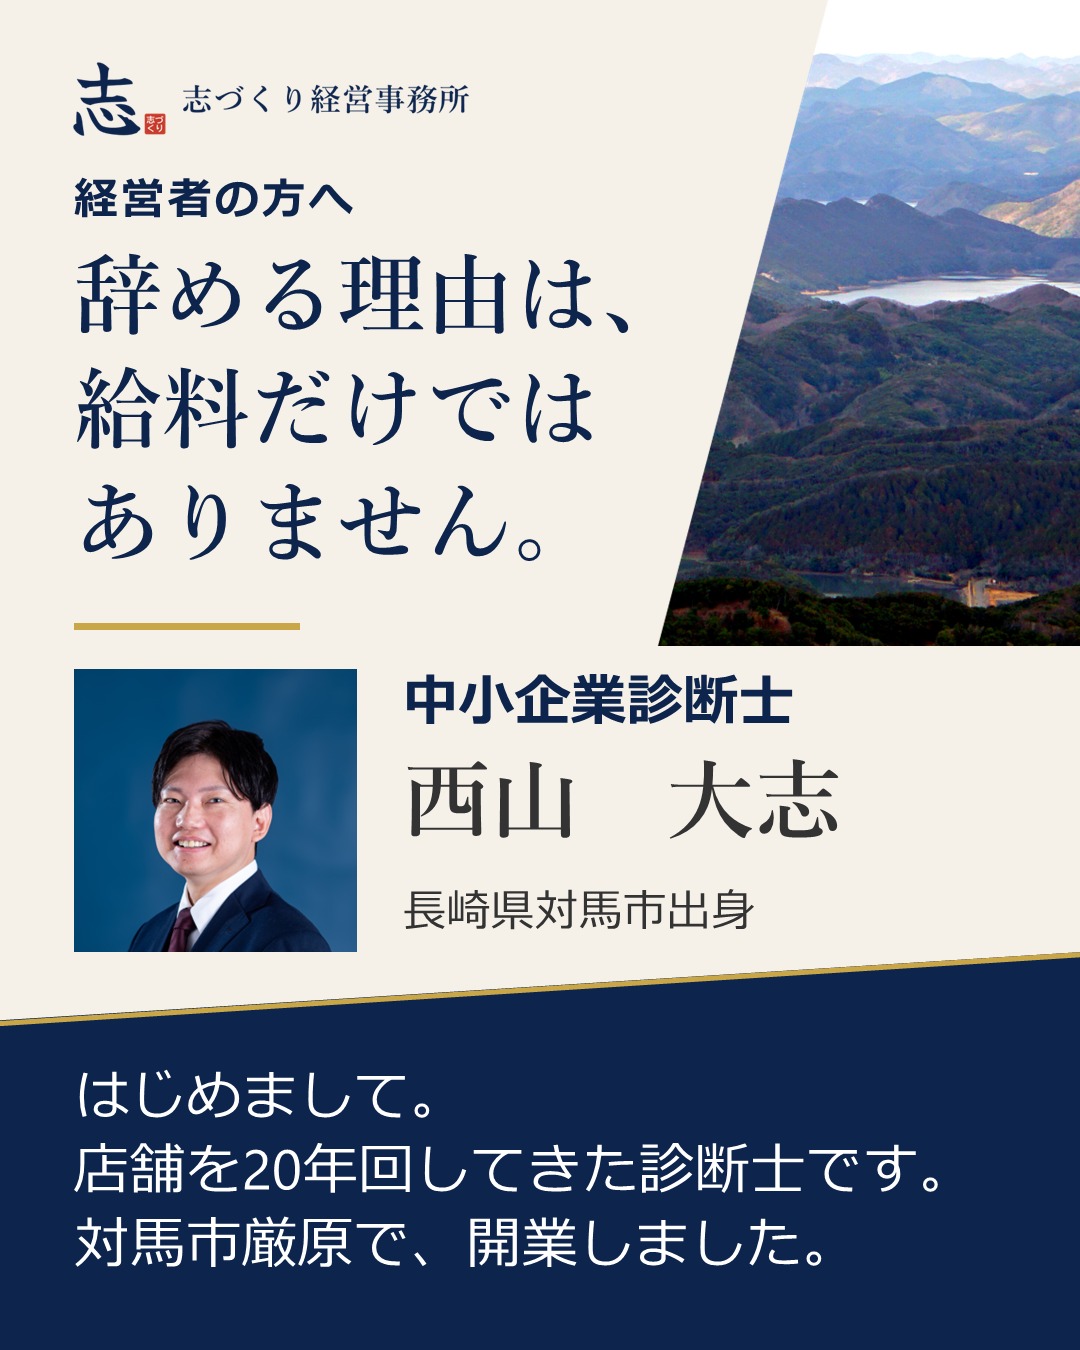 志 志づくり 志づくり経営事務所
経営者の方へ
辞める理由は、
給料だけでは
ありません。
中小企業診断士
西山　大志
長崎県対馬市出身
はじめまして。
店舗を20年回してきた診断士です。
対馬市厳原で、開業しました。